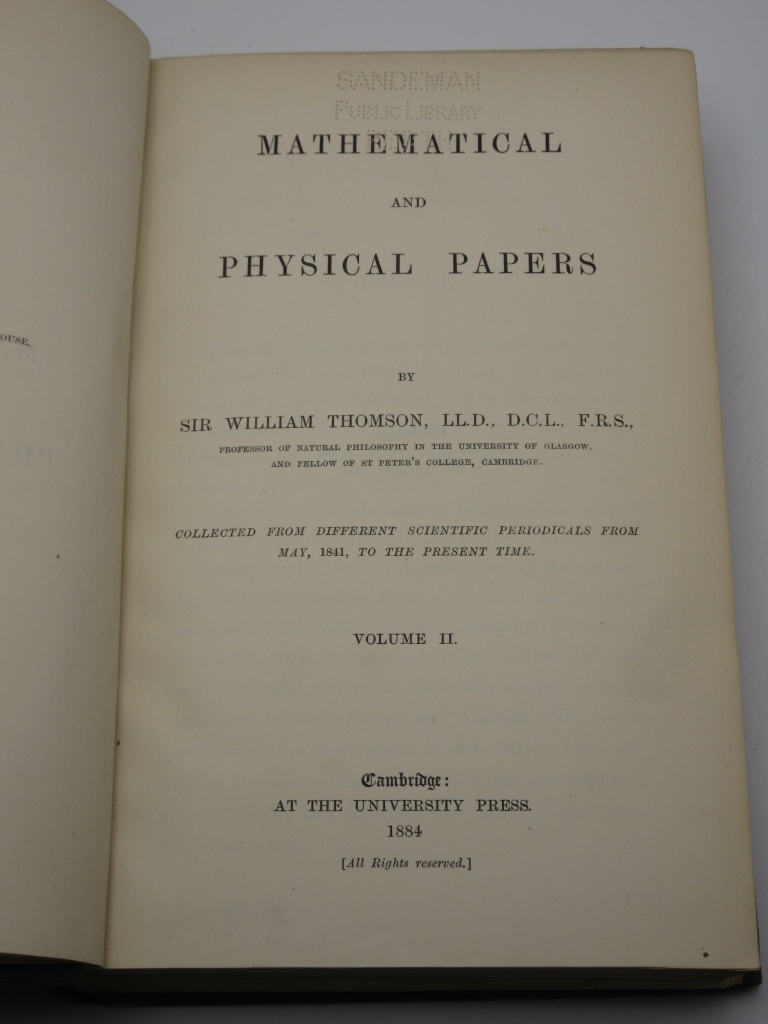 OUSE.
SANDEMAN
PUBLIC LIBRARY
MATHEMATICAL
AND
PHYSICAL PAPERS
BY
SIR WILLIAM THOMSON, LL.D., D.C.L., F.R.S.,
PROFESSOR OF NATURAL PHILOSOPHY IN THE UNIVERSITY OF GLASGOW,
AND FELLOW OF ST PETER'S COLLEGE, CAMBRIDGE.
COLLECTED FROM DIFFERENT SCIENTIFIC PERIODICALS FROM
MAY, 1841, TO THE PRESENT TIME.
VOLUME II.
Cambridge:
AT THE UNIVERSITY PRESS.
1884
[All Rights reserved.]